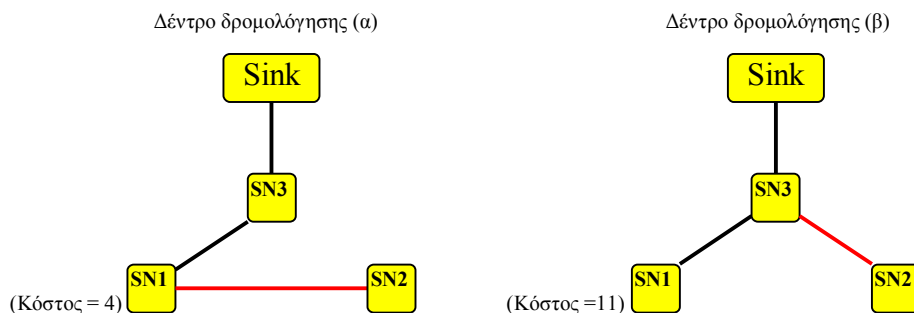 Δέντρο δρομολόγησης (α)
Sink
SN3
SN1
SN2
(Κόστος = 4)
Δέντρο δρομολόγησης (β)
Sink
SN3
SN1
SN2
(Κόστος =11)